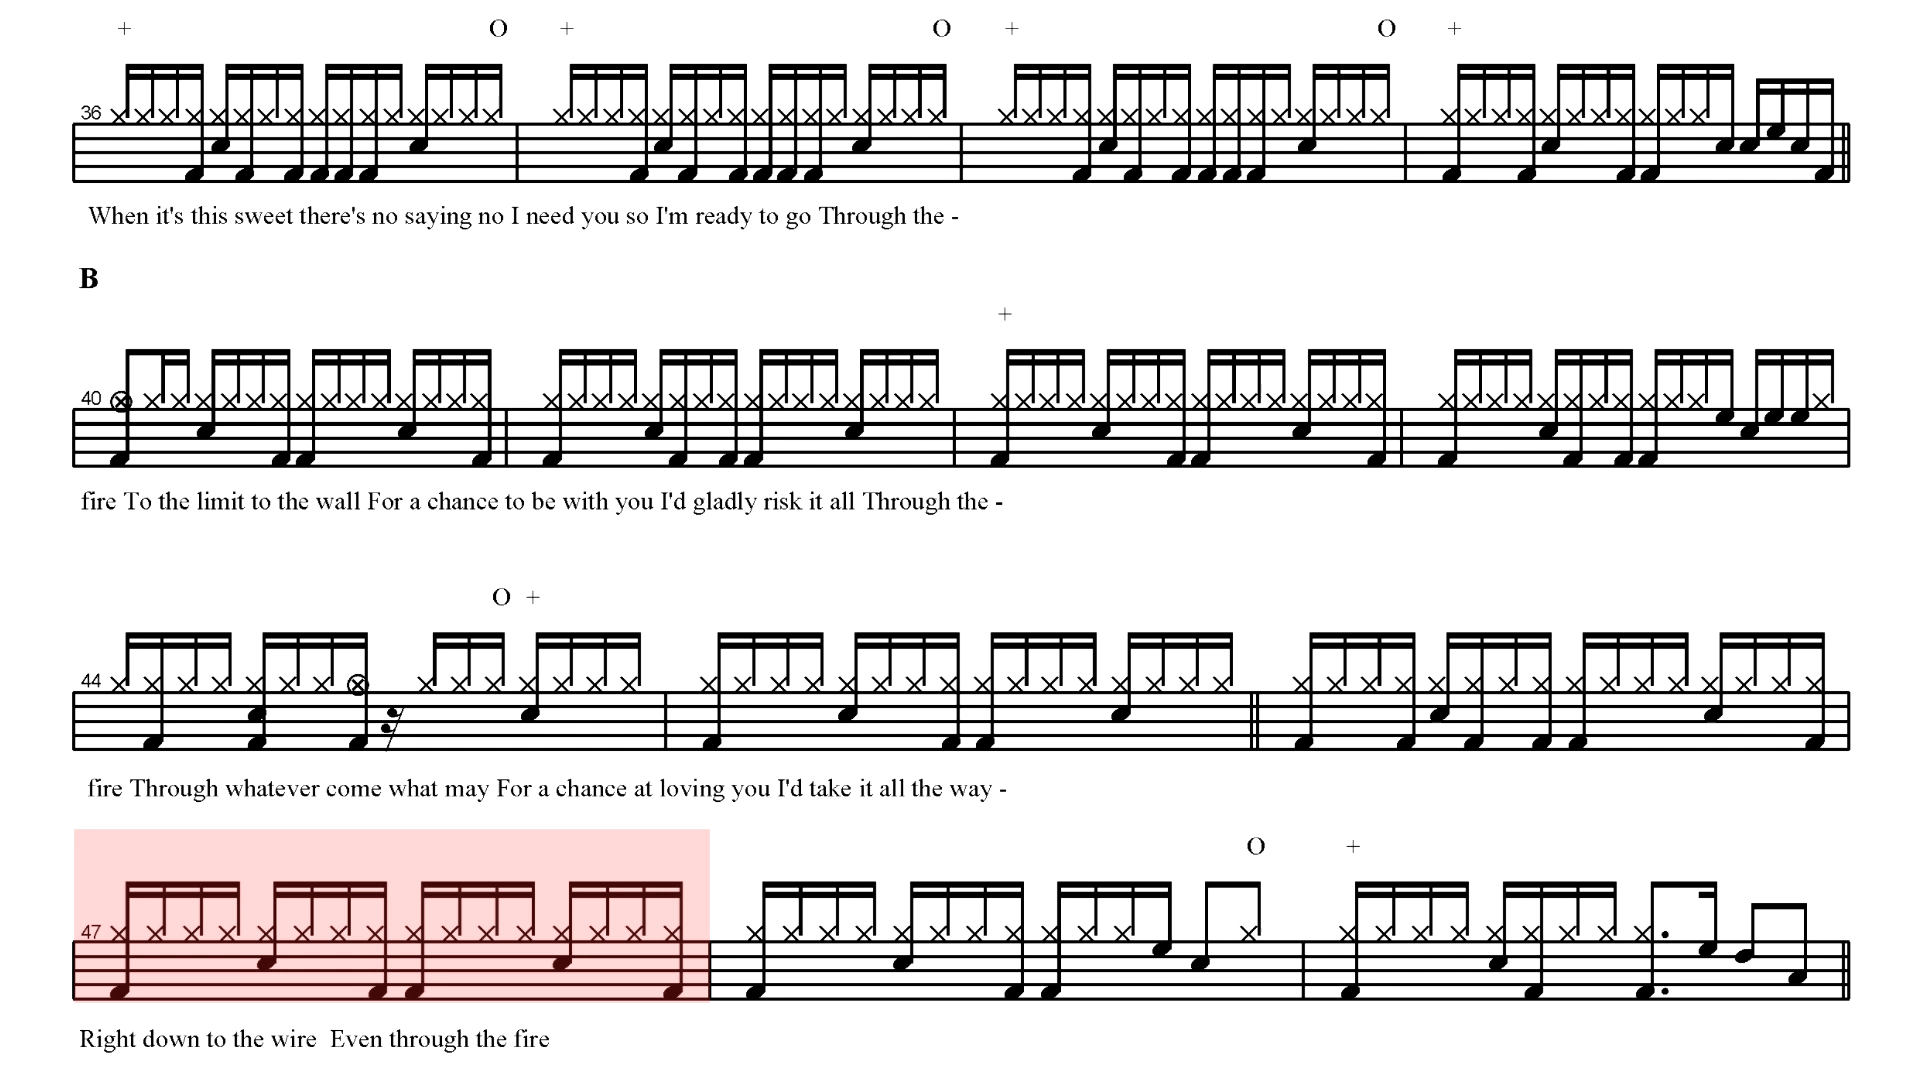 + O + O + O +
36
When it's this sweet there's no saying no I need you so I'm ready to go Through the -
B
+
40
fire To the limit to the wall For a chance to be with you I'd gladly risk it all Through the -
O +
44
fire Through whatever come what may For a chance at loving you I'd take it all the way -
O +
47
Right down to the wire  Even through the fire